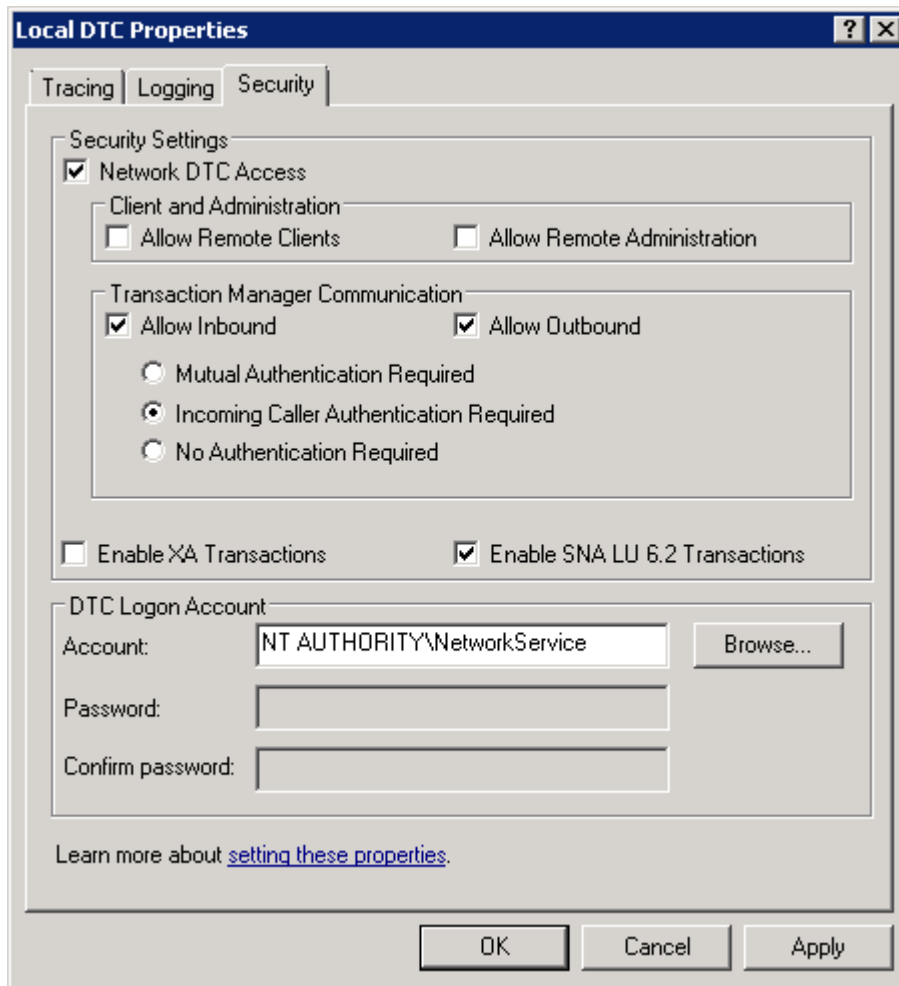 Local DTC Properties
Tracing Logging Security
Security Settings
Network DTC Access
Client and Administration
Allow Remote Clients Allow Remote Administration
Transaction Manager Communication
Allow Inbound Allow Outbound
Mutual Authentication Required
Incoming Caller Authentication Required
No Authentication Required
Enable XA Transactions Enable SNA LU 6.2 Transactions
DTC Logon Account
Account: NT AUTHORITY\NetworkService Browse...
Password:
Confirm password:
Learn more about setting these properties.
OK Cancel Apply